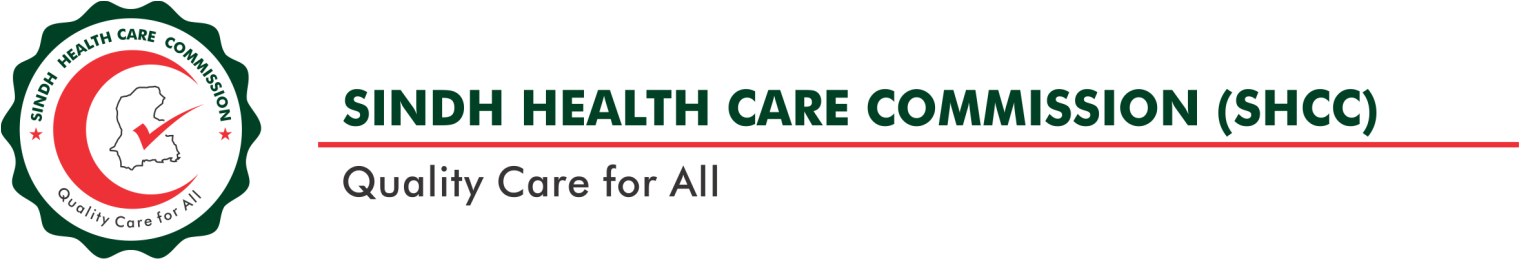 SINDH HEALTH CARE COMMISSION
Quality Care for All
SINDH HEALTH CARE COMMISSION (SHCC)
Quality Care for All